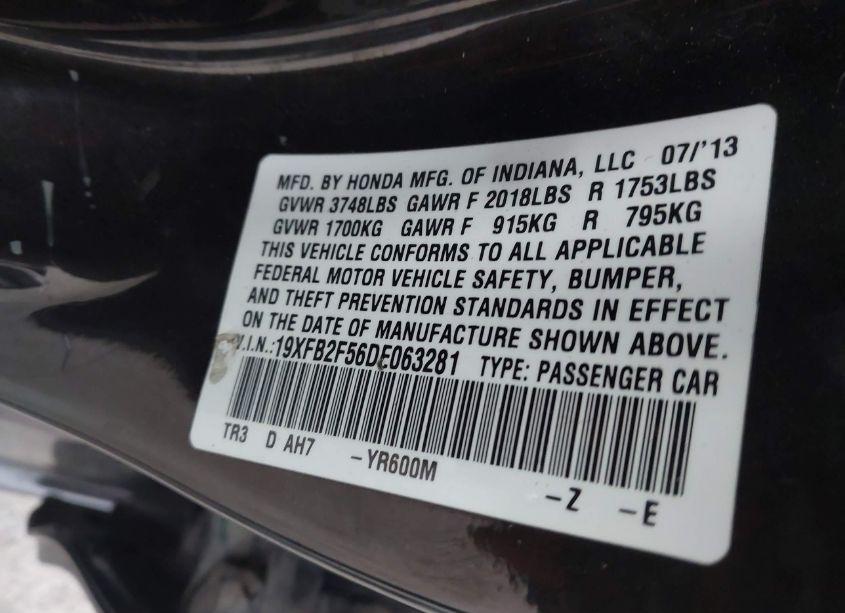 MFD. BY HONDA MFG. OF INDIANA, LLC 07/'13
GVWR 3748LBS GAWR F 2018LBS R 1753LBS
GVWR 1700KG GAWR F 915KG R 795KG
THIS VEHICLE CONFORMS TO ALL APPLICABLE
FEDERAL MOTOR VEHICLE SAFETY, BUMPER,
AND THEFT PREVENTION STANDARDS IN EFFECT
ON THE DATE OF MANUFACTURE SHOWN ABOVE.
V.I.N.:19XFB2F56DE063281 TYPE: PASSENGER CAR
TR3 D AH7 -YR600M -Z -E